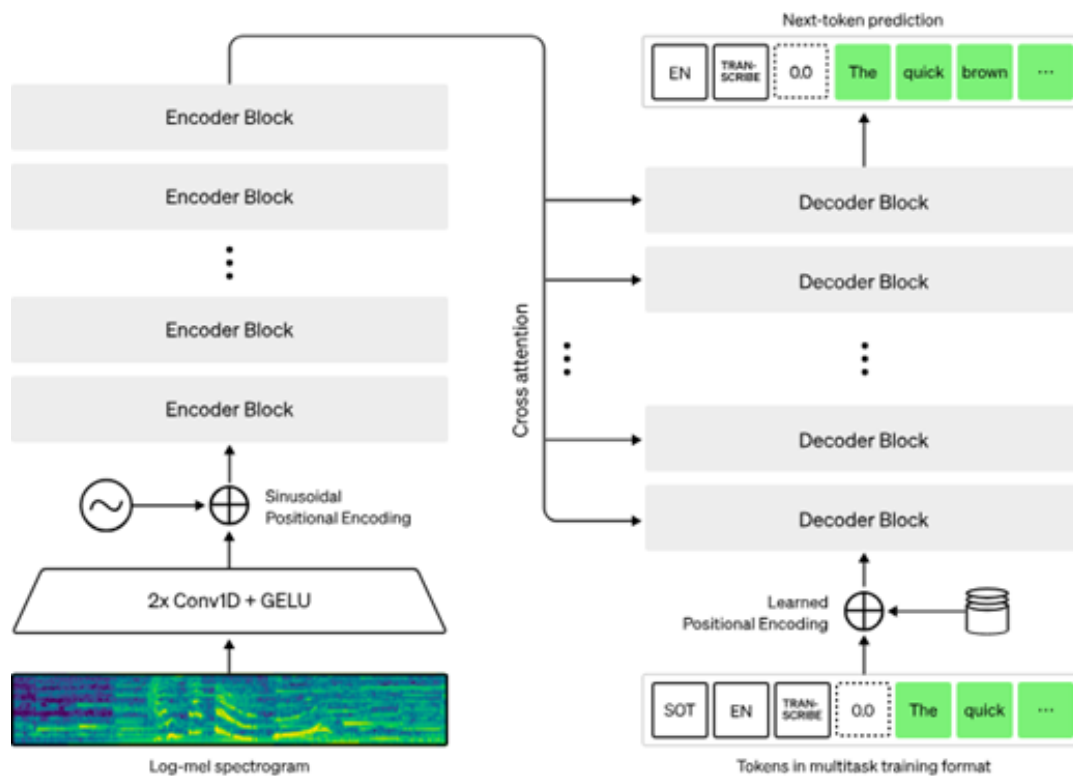 Next-token prediction
EN
TRAN-
SCRIBE
0.0
The
quick
brown
...
Encoder Block
Encoder Block
Encoder Block
Encoder Block
Sinusoidal
Positional Encoding
2x Conv1D + GELU
Log-mel spectrogram
Cross attention
Decoder Block
Decoder Block
Decoder Block
Decoder Block
Learned
Positional Encoding
SOT
EN
TRAN-
SCRIBE
0.0
The
quick
...
Tokens in multitask training format